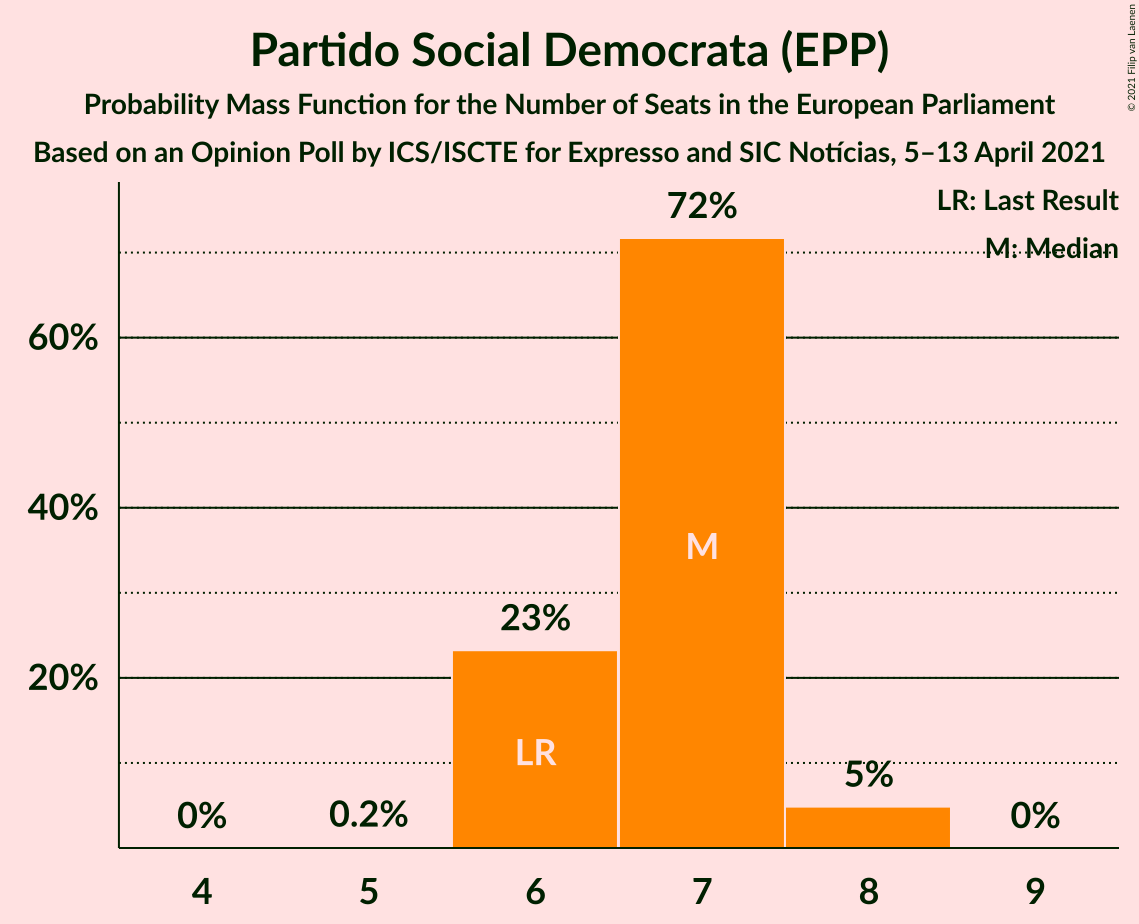 Partido Social Democrata (EPP)
Probability Mass Function for the Number of Seats in the European Parliament
Based on an Opinion Poll by ICS/ISCTE for Expresso and SIC Notícias, 5–13 April 2021
© 2021 Filip van Laenen
LR: Last Result
M: Median
72%
60%
40%
M
23%
20%
LR
5%
0%
0.2%
0%
4
5
6
7
8
9